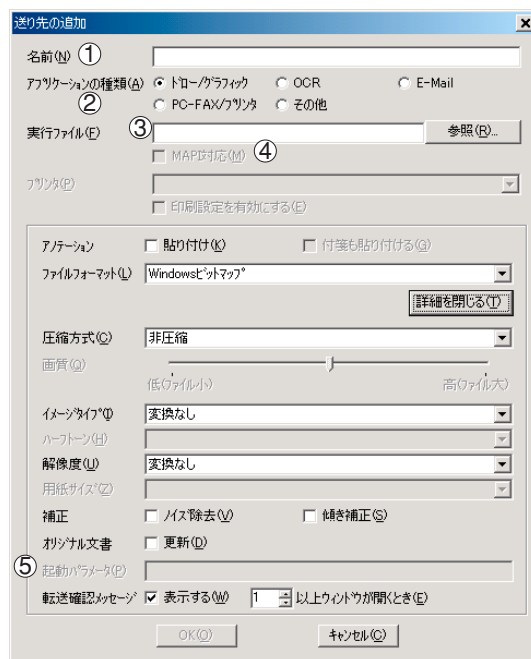 送り先の追加
名前(N) ①
アプリケーションの種類(A) ドロー/グラフィック OCR E-Mail
② PC-FAX/プリンタ その他
実行ファイル(F) ③ 参照(R)...
MAPI対応(M) ④
プリンタ(P)
印刷設定を有効にする(E)
アノテーション 貼り付け(K) 付箋も貼り付ける(G)
ファイルフォーマット(L) Windowsビットマップ
詳細を閉じる(T)
圧縮方式(C) 非圧縮
画質(Q)
低(ファイル小) 高(ファイル大)
イメージタイプ(I) 変換なし
ハーフトーン(H)
解像度(U) 変換なし
用紙サイズ(Z)
補正 ノイズ除去(V) 傾き補正(S)
オリジナル文書 更新(D)
⑤ 起動パラメータ(P)
転送確認メッセージ 表示する(W) 1 以上ウィンドウが開くとき(E)
OK(O) キャンセル(C)